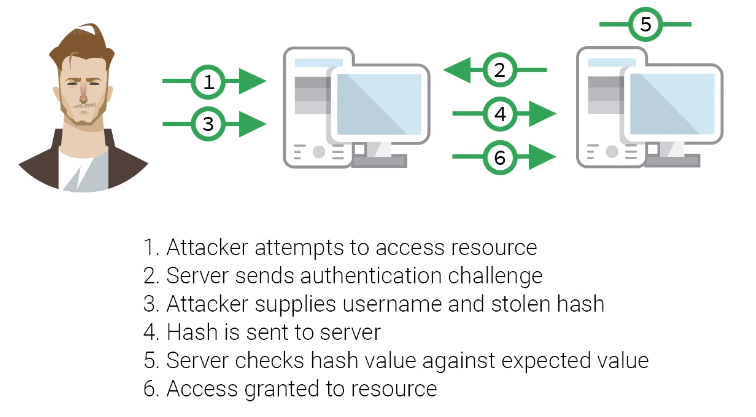 5
1
2
3
4
6
1. Attacker attempts to access resource
2. Server sends authentication challenge
3. Attacker supplies username and stolen hash
4. Hash is sent to server
5. Server checks hash value against expected value
6. Access granted to resource